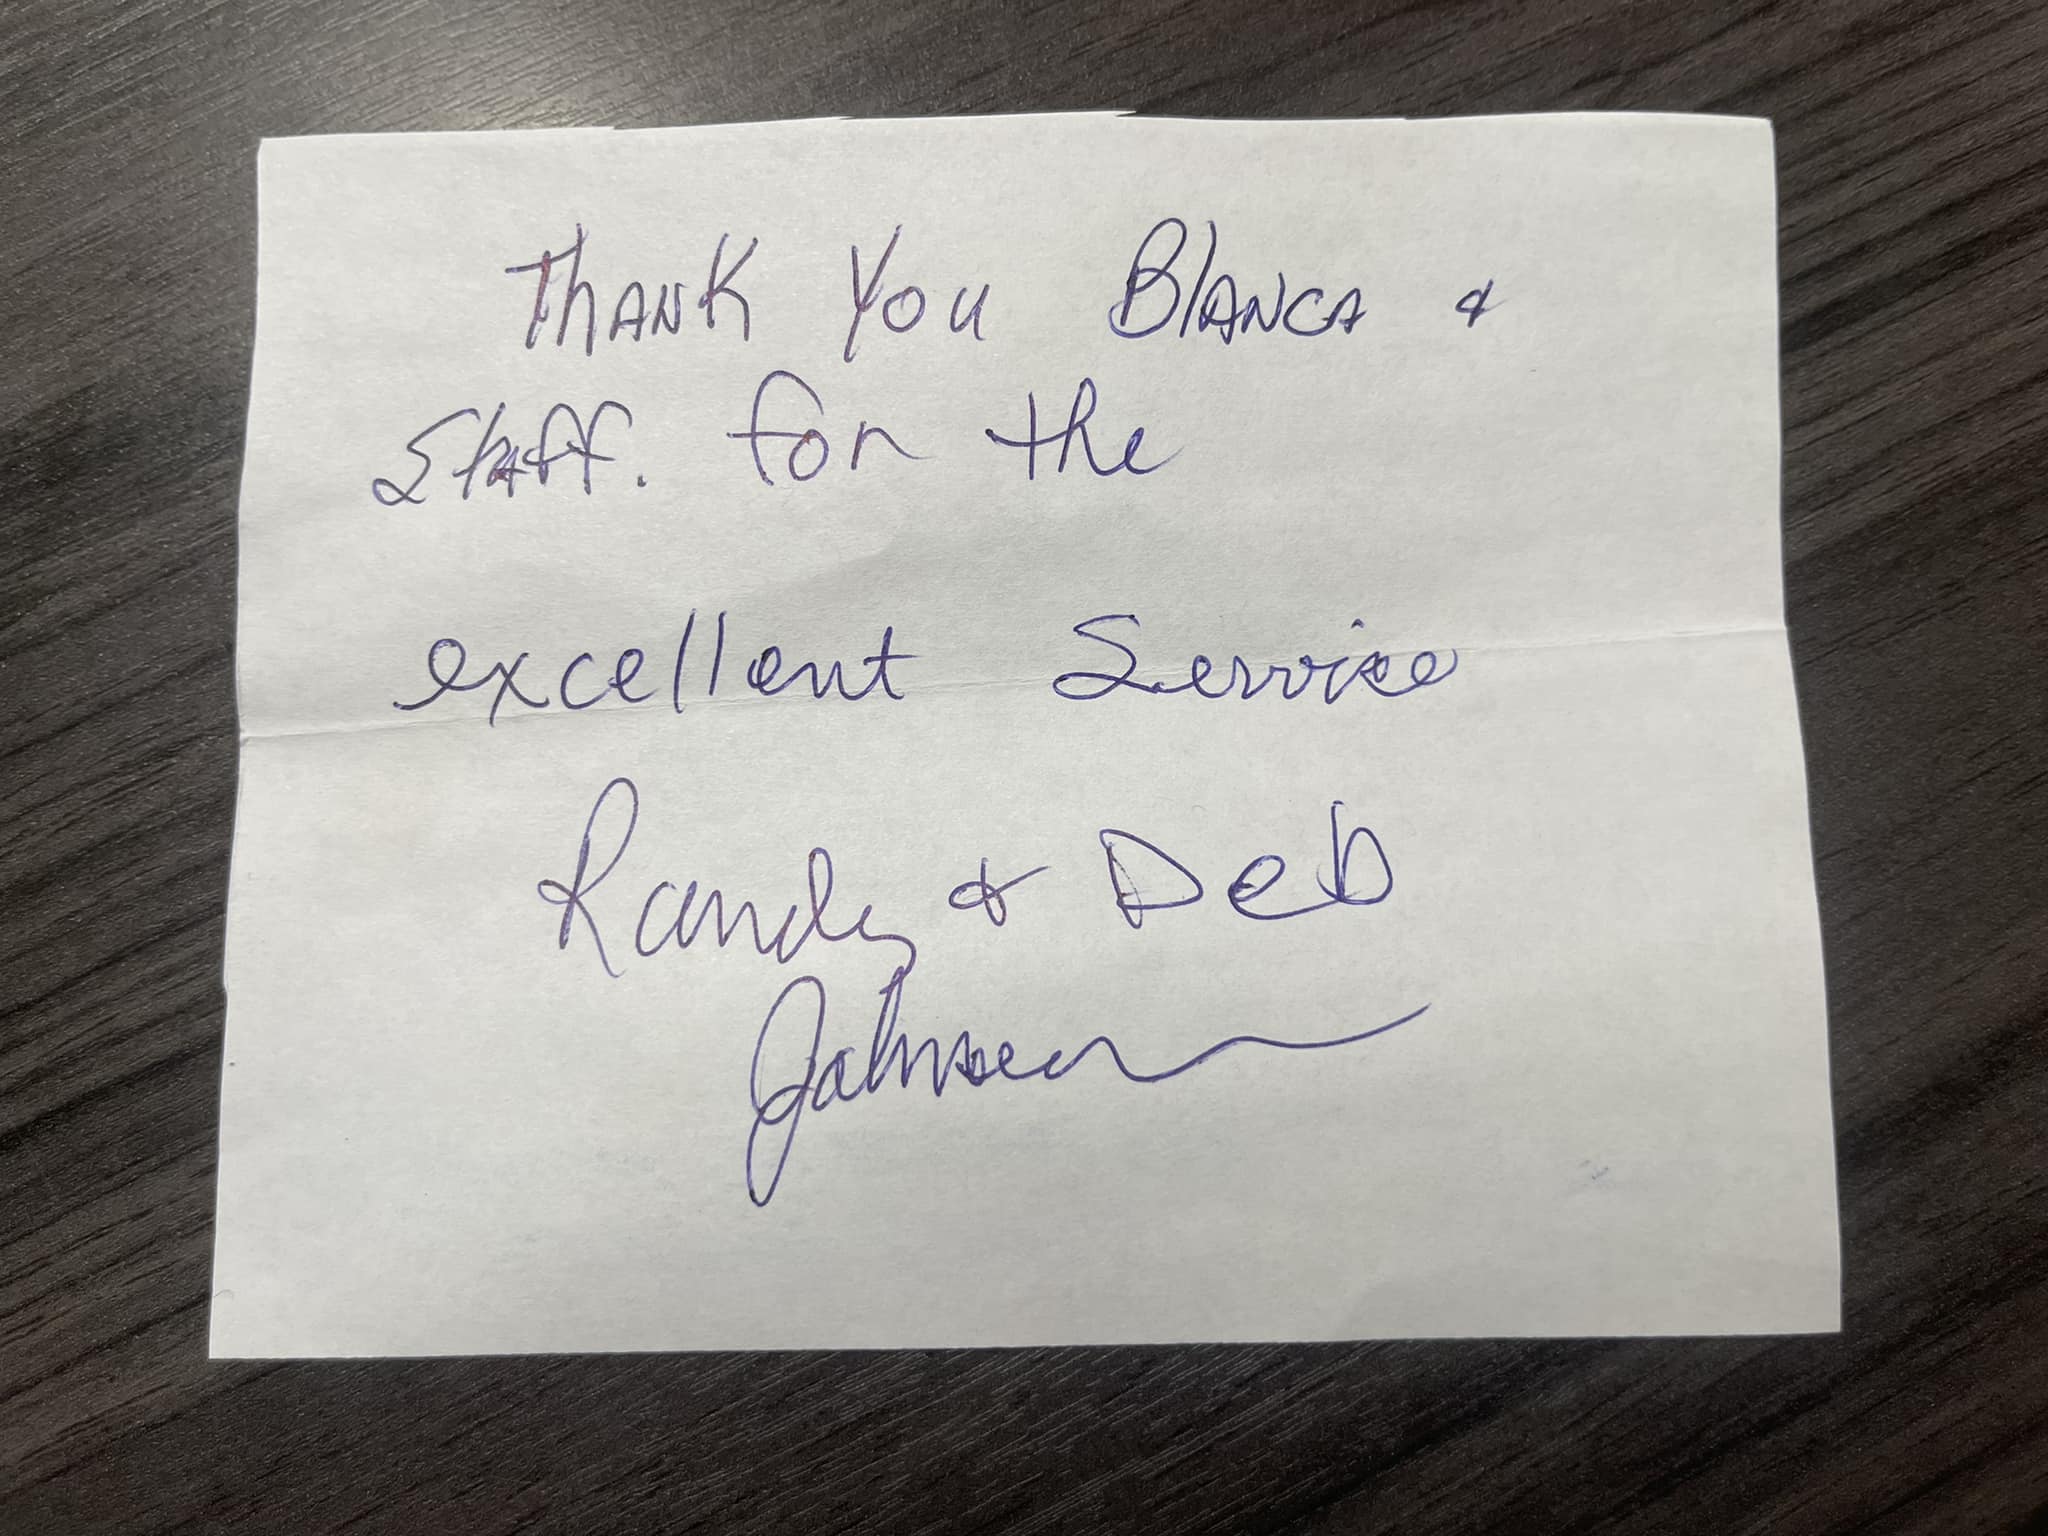 Thank You Blanca &
Staff. for the
excellent Service
Randy & Deb
Johnson